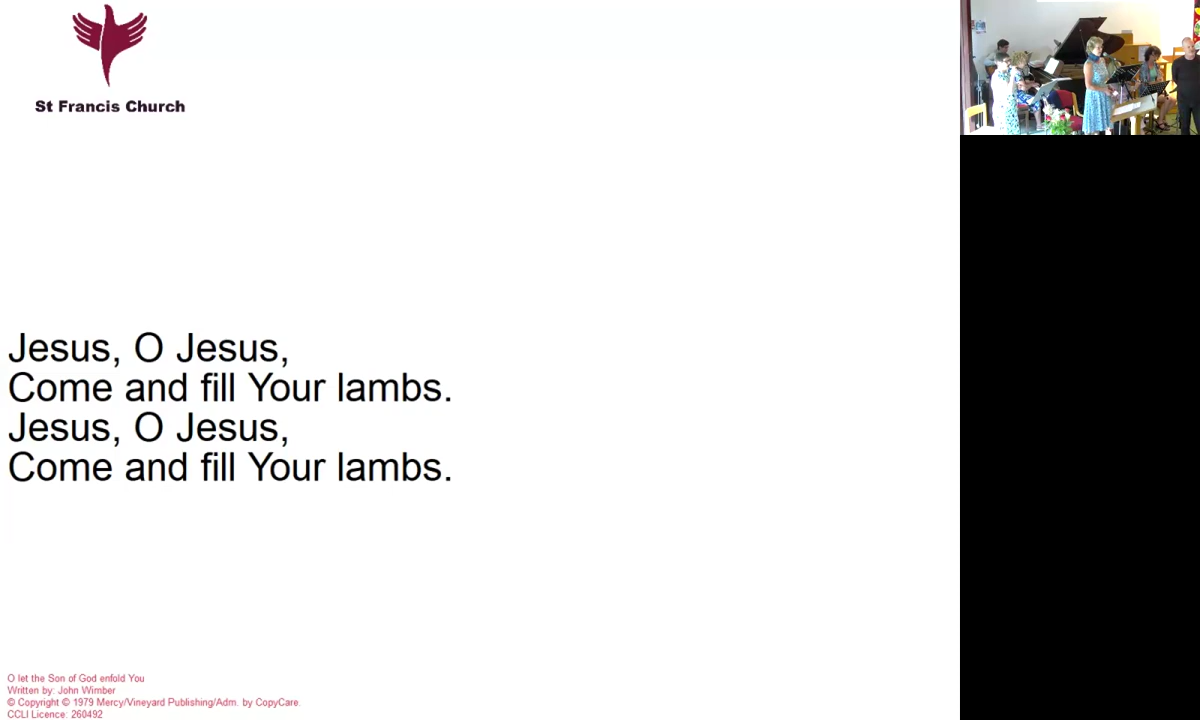 St Francis Church
Jesus, O Jesus,
Come and fill Your lambs.
Jesus, O Jesus,
Come and fill Your lambs.
O let the Son of God enfold You
Written by: John Wimber
© Copyright © 1979 Mercy/Vineyard Publishing/Adm. by CopyCare.
CCLI Licence: 260492